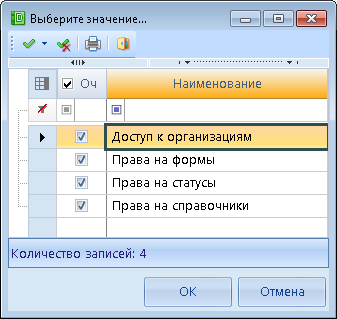 Выберите значение...
Оч Наименование
Доступ к организациям
Права на формы
Права на статусы
Права на справочники
Количество записей: 4
OK Отмена